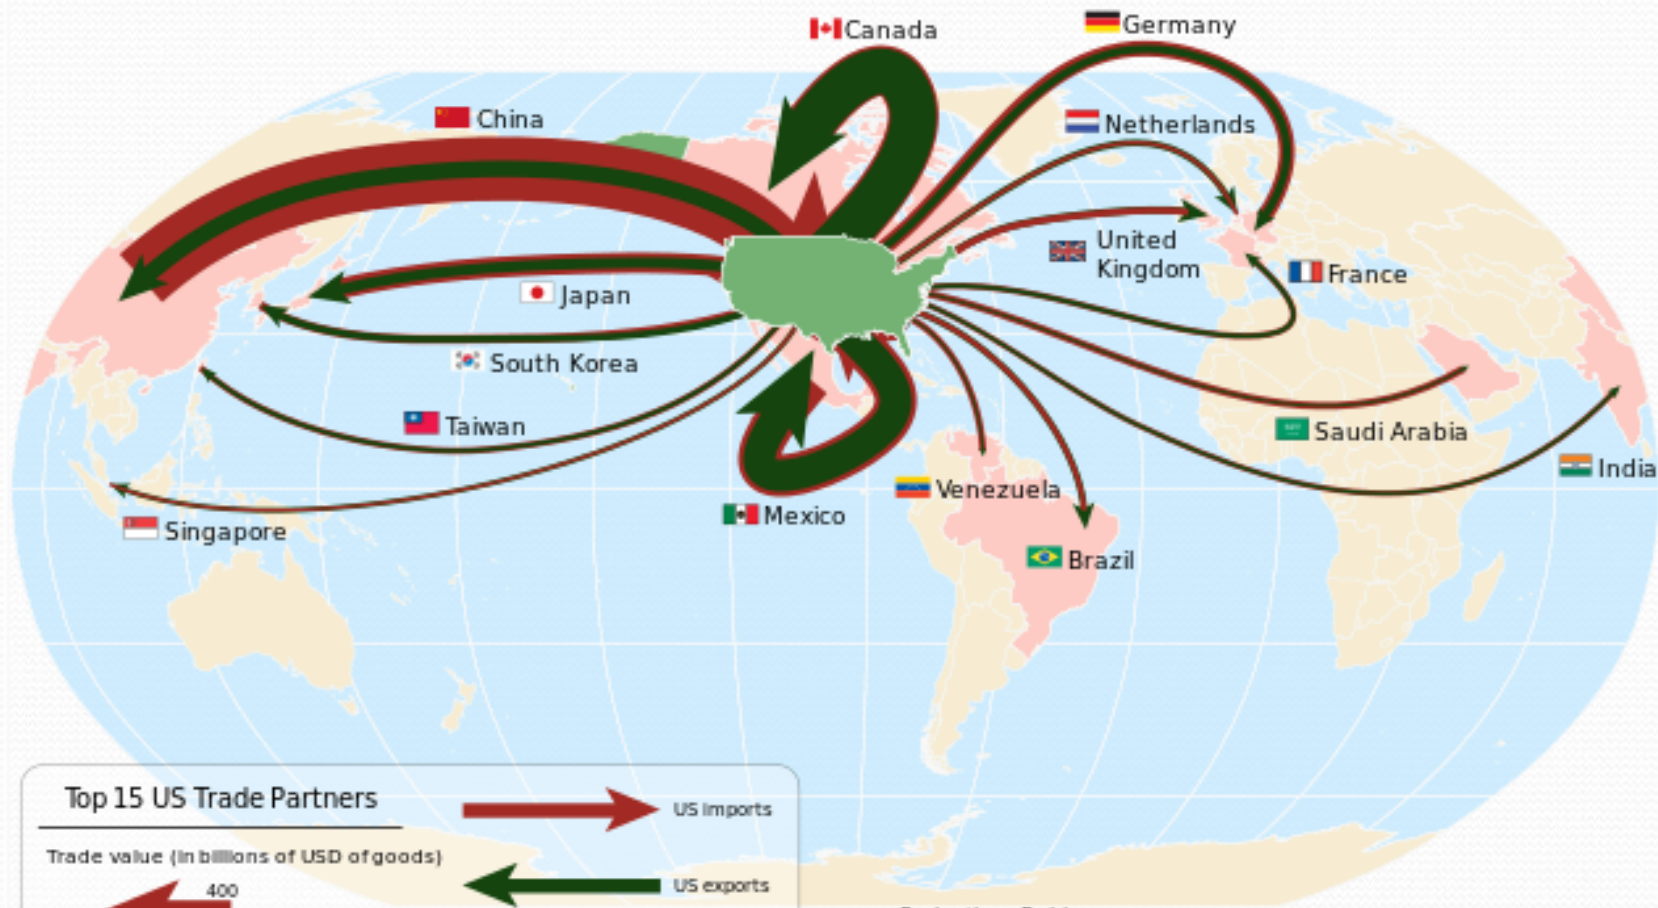 Canada
Germany
China
Netherlands
United
Kingdom
France
Japan
South Korea
Taiwan
Saudi Arabia
India
Venezuela
Mexico
Singapore
Brazil
Top 15 US Trade Partners
US imports
Trade value (in billions of USD of goods)
400
US exports